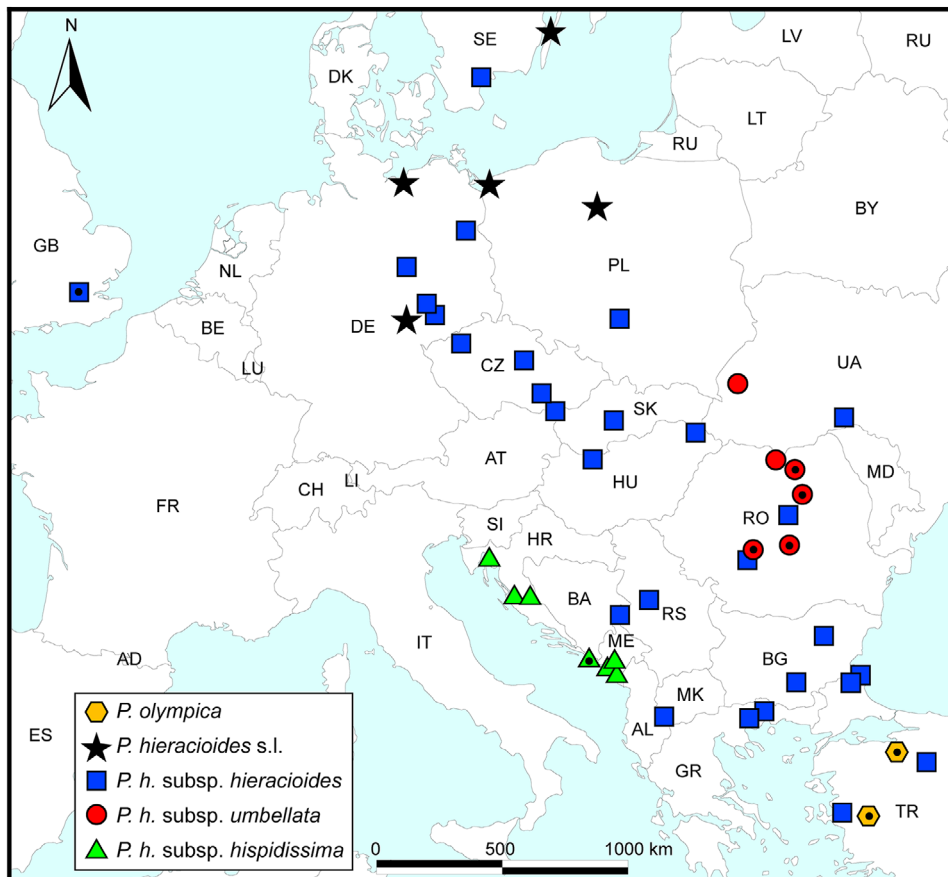 N
SE
LV
RU
DK
LT
RU
BY
GB
NL
PL
BE
DE
LU
CZ
UA
SK
AT
MD
CH
LI
HU
FR
RO
SI
HR
BA
RS
IT
ME
AD
BG
MK
ES
AL
GR
TR
P. olympica
P. hieracioides s.l.
P. h. subsp. hieracioides
P. h. subsp. umbellata
P. h. subsp. hispidissima
0 500 1000 km